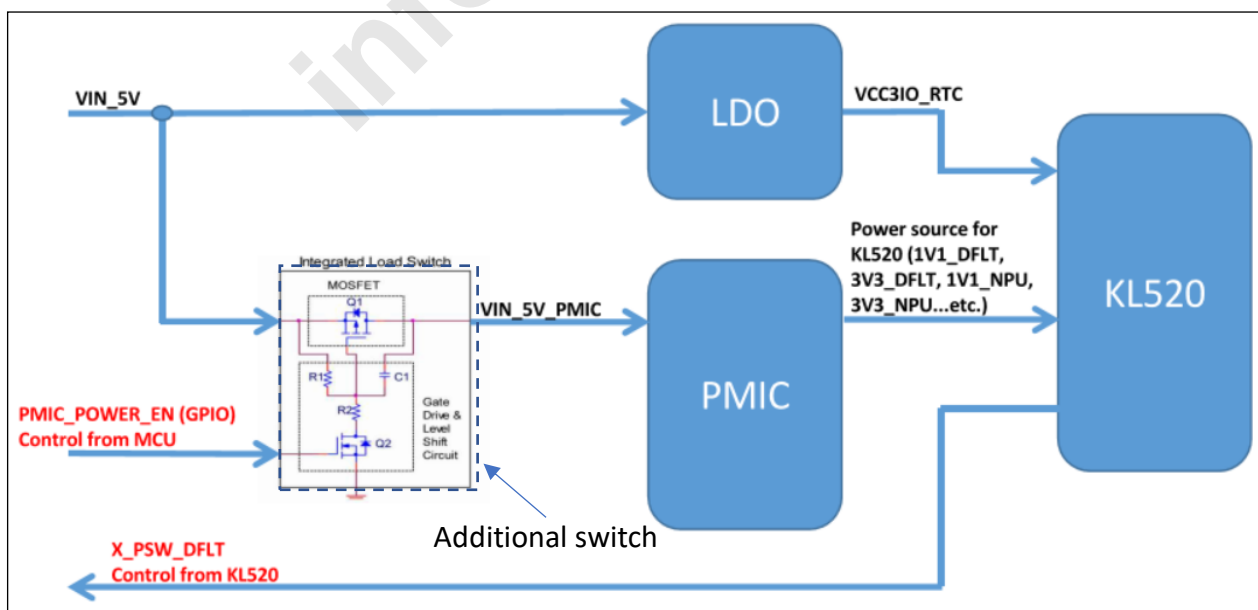 VIN_5V
LDO
VCC3IO_RTC
KL520
Integrated Load Switch
MOSFET
Q1
R1
C1
R2
Q2
Gate
Drive &
Level
Shift
Circuit
VIN_5V_PMIC
PMIC
Power source for
KL520 (1V1_DFLT,
3V3_DFLT, 1V1_NPU,
3V3_NPU...etc.)
PMIC_POWER_EN (GPIO)
Control from MCU
Additional switch
X_PSW_DFLT
Control from KL520